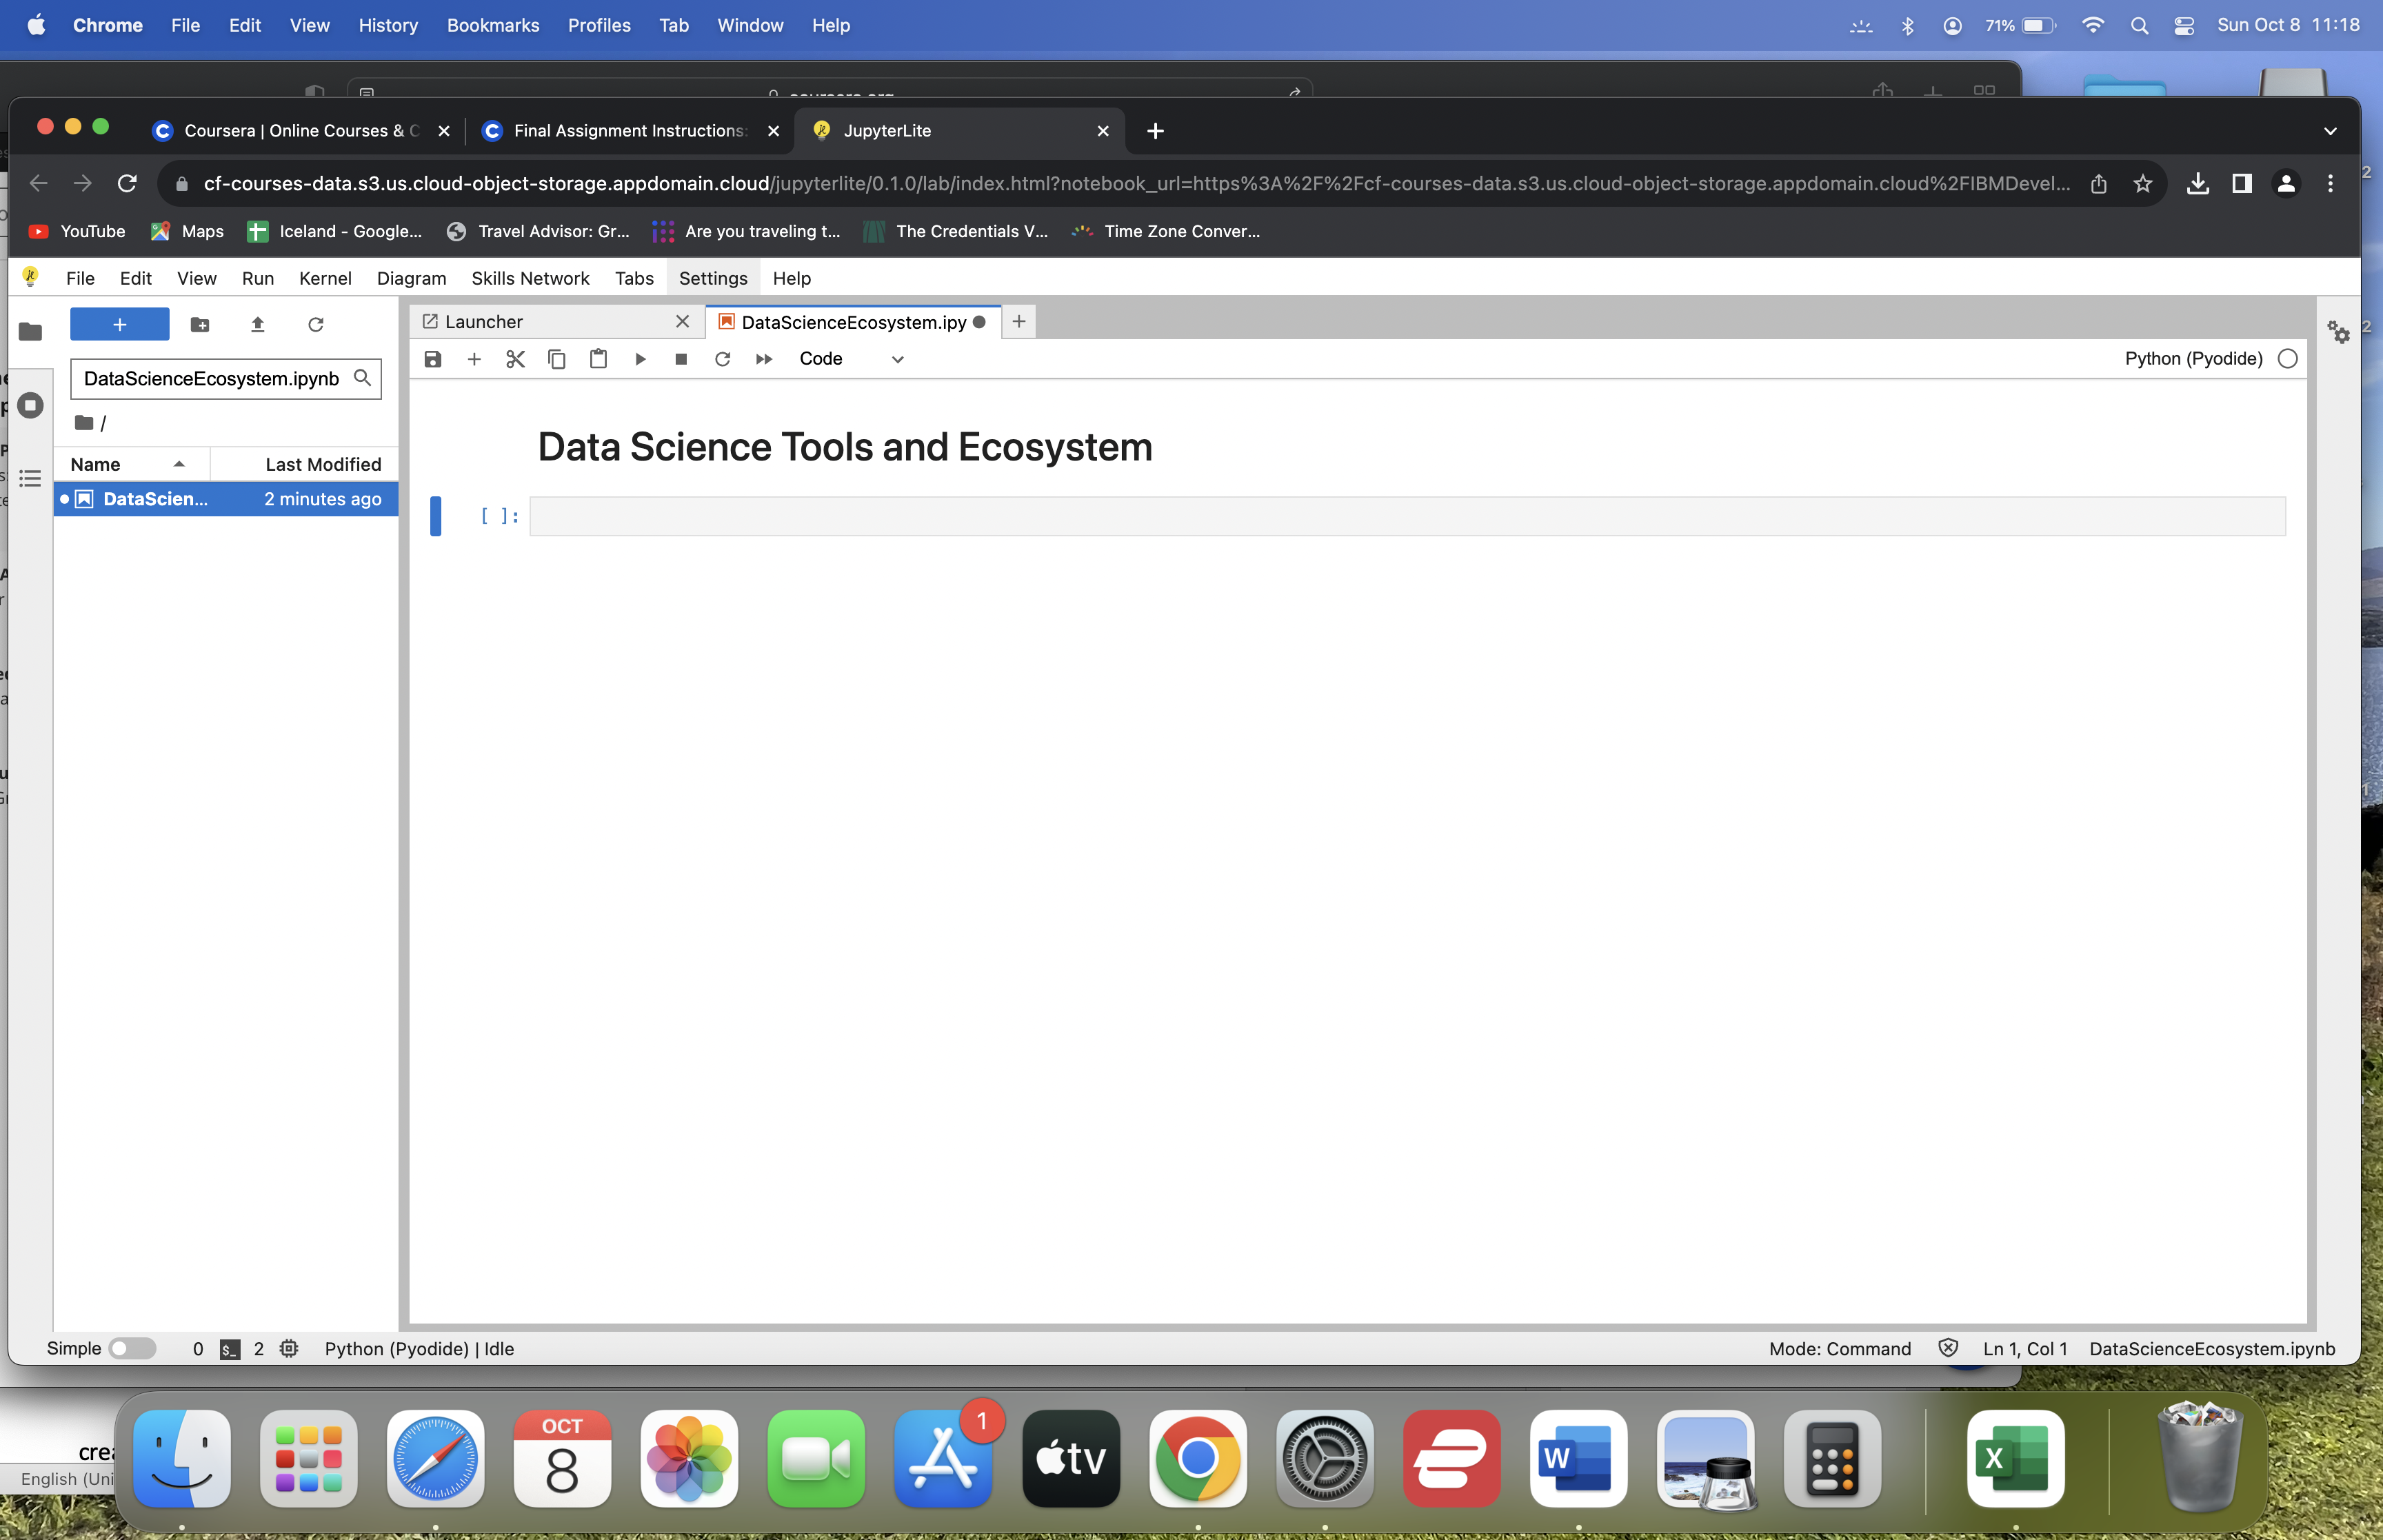 Chrome File Edit View History Bookmarks Profiles Tab Window Help 71% Sun Oct 8 11:18
Coursera | Online Courses & C Final Assignment Instructions: JupyterLite
cf-courses-data.s3.us.cloud-object-storage.appdomain.cloud/jupyterlite/0.1.0/lab/index.html?notebook_url=https%3A%2F%2Fcf-courses-data.s3.us.cloud-object-storage.appdomain.cloud%2FIBMDevel...
YouTube Maps Iceland - Google... Travel Advisor: Gr... Are you traveling t... The Credentials V... Time Zone Conver...
File Edit View Run Kernel Diagram Skills Network Tabs Settings Help
Launcher DataScienceEcosystem.ipy
Code Python (Pyodide)
DataScienceEcosystem.ipynb
/
Name Last Modified
DataScien... 2 minutes ago
Data Science Tools and Ecosystem
[ ]:
Simple 0 $_ 2 Python (Pyodide) | Idle Mode: Command Ln 1, Col 1 DataScienceEcosystem.ipynb
crea
English (Uni
OCT
8
1
tv
W
X